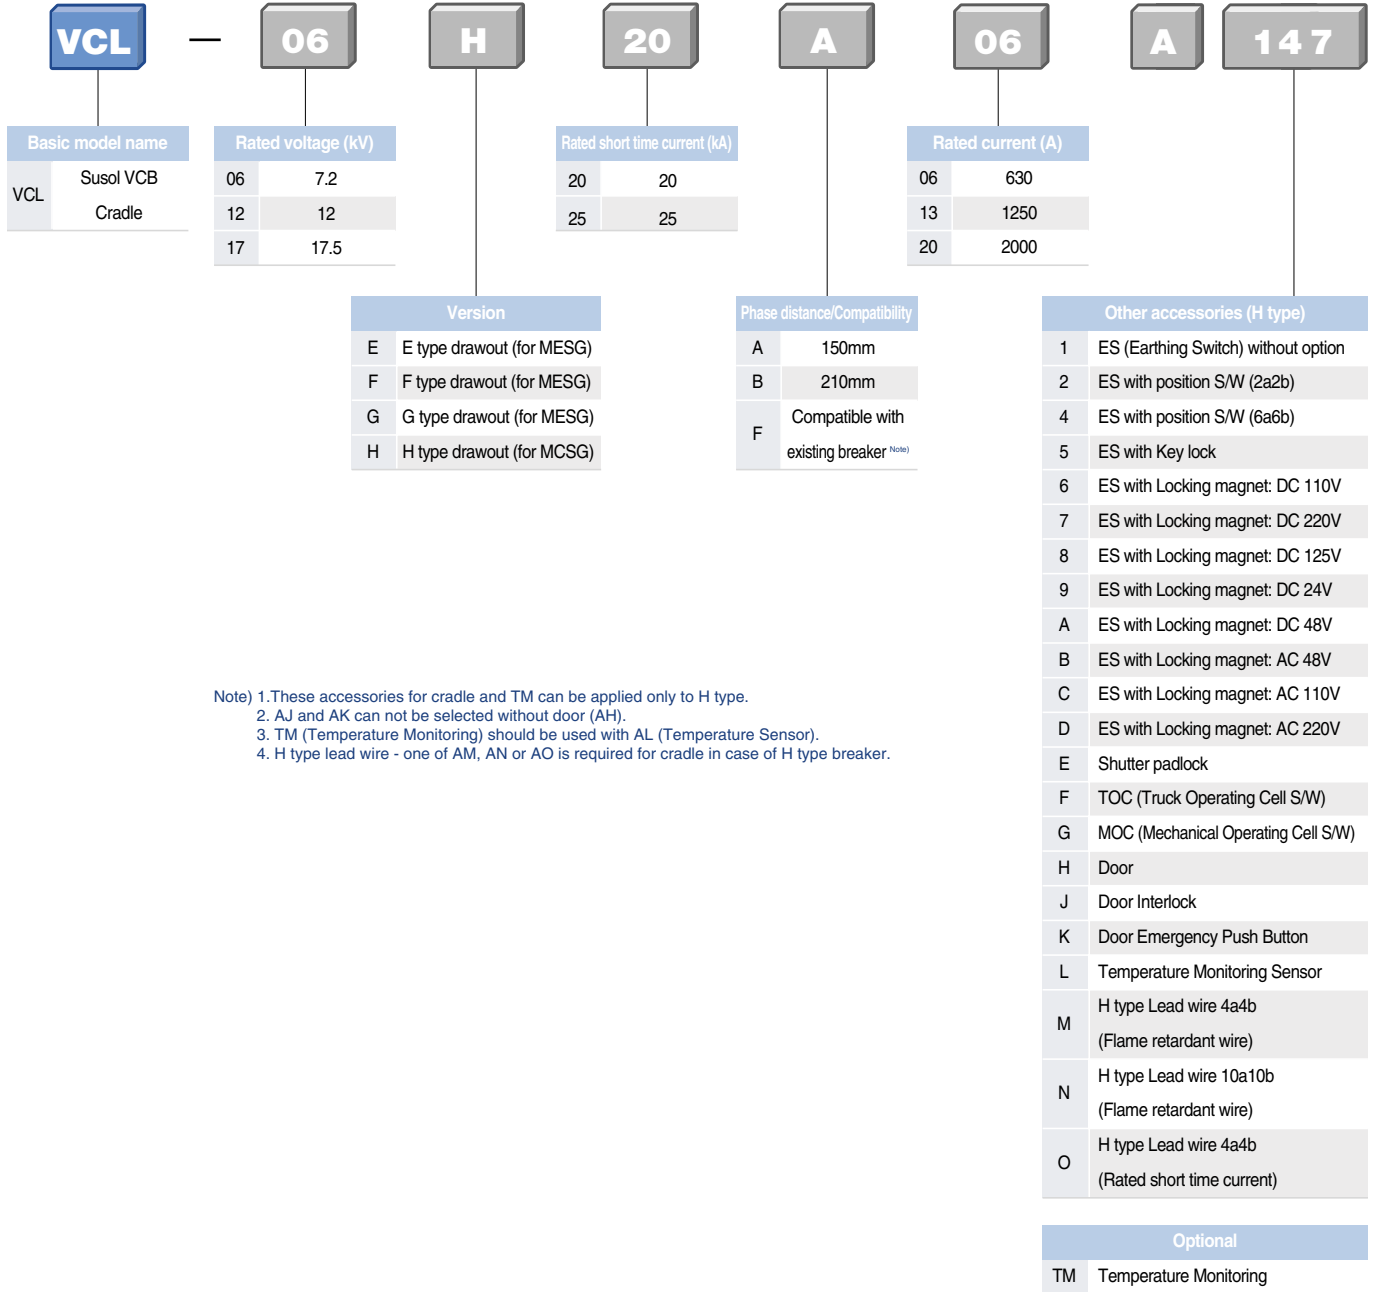 VCL — 06 H 20 A 06 A 147
Basic model name
VCL Susol VCB
Cradle
Rated voltage (kV)
06 7.2
12 12
17 17.5
Rated short time current (kA)
20 20
25 25
Rated current (A)
06 630
13 1250
20 2000
Version
E E type drawout (for MESG)
F F type drawout (for MESG)
G G type drawout (for MESG)
H H type drawout (for MCSG)
Phase distance/Compatibility
A 150mm
B 210mm
F Compatible with
existing breaker Note)
Other accessories (H type)
1 ES (Earthing Switch) without option
2 ES with position S/W (2a2b)
4 ES with position S/W (6a6b)
5 ES with Key lock
6 ES with Locking magnet: DC 110V
7 ES with Locking magnet: DC 220V
8 ES with Locking magnet: DC 125V
9 ES with Locking magnet: DC 24V
A ES with Locking magnet: DC 48V
B ES with Locking magnet: AC 48V
C ES with Locking magnet: AC 110V
D ES with Locking magnet: AC 220V
E Shutter padlock
F TOC (Truck Operating Cell S/W)
G MOC (Mechanical Operating Cell S/W)
H Door
J Door Interlock
K Door Emergency Push Button
L Temperature Monitoring Sensor
M H type Lead wire 4a4b
(Flame retardant wire)
N H type Lead wire 10a10b
(Flame retardant wire)
O H type Lead wire 4a4b
(Rated short time current)
Optional
TM Temperature Monitoring
Note) 1.These accessories for cradle and TM can be applied only to H type.
2. AJ and AK can not be selected without door (AH).
3. TM (Temperature Monitoring) should be used with AL (Temperature Sensor).
4. H type lead wire - one of AM, AN or AO is required for cradle in case of H type breaker.